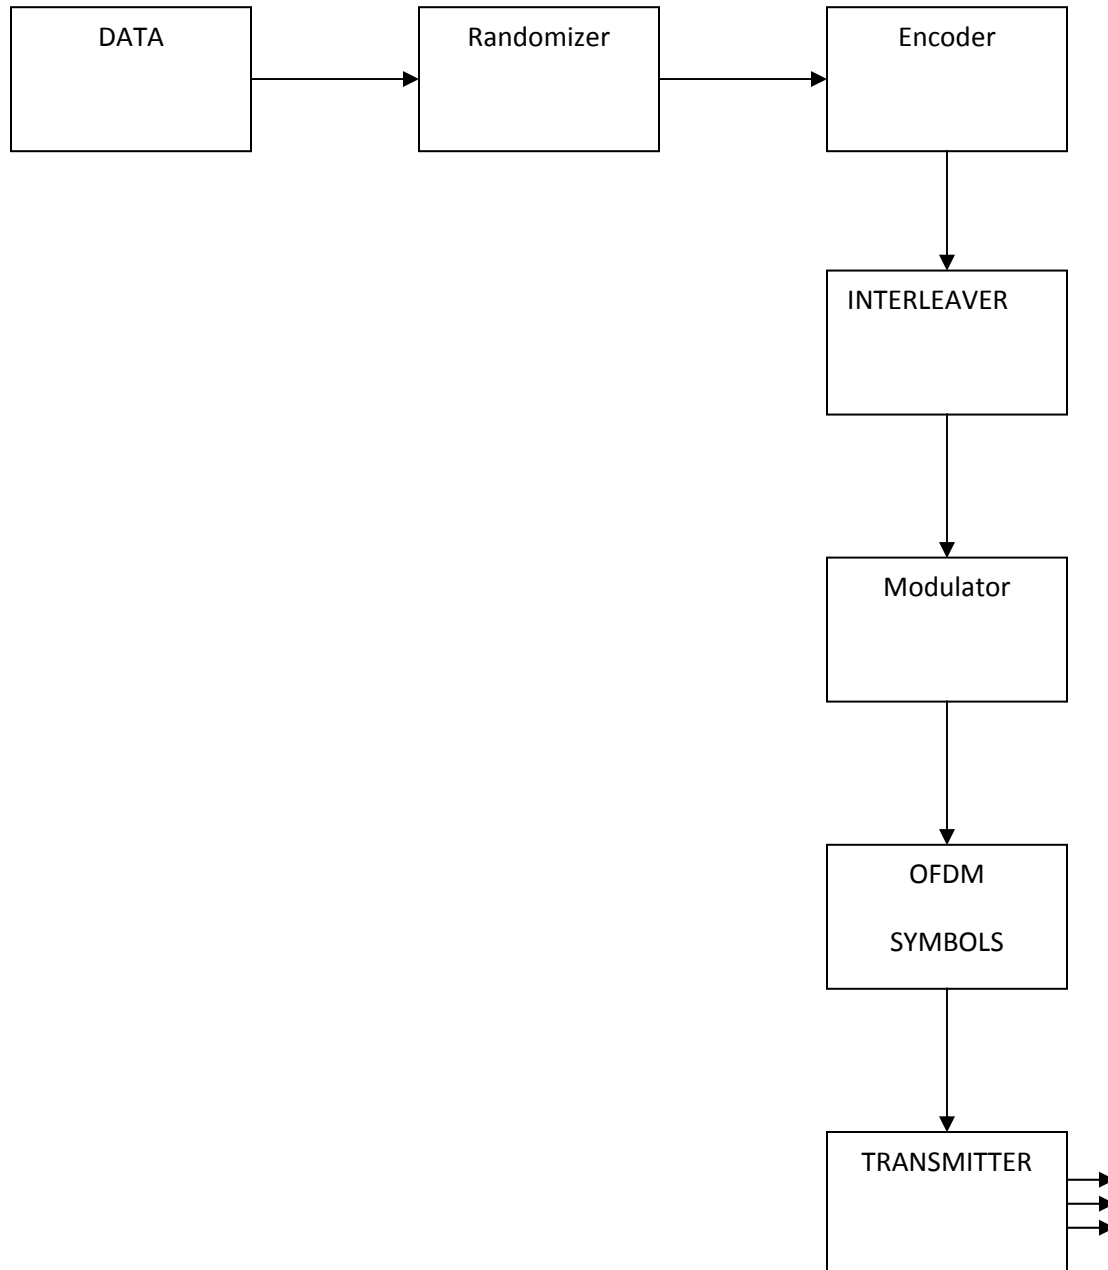 DATA
Randomizer
Encoder
INTERLEAVER
Modulator
OFDM
SYMBOLS
TRANSMITTER